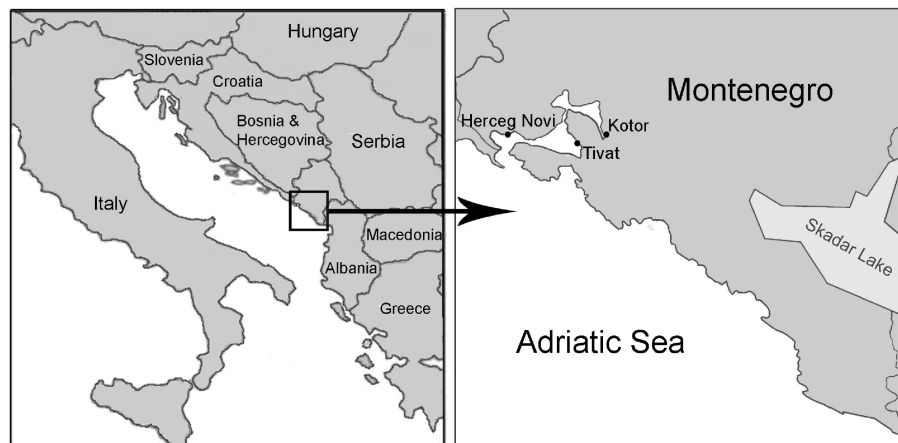 Hungary
Slovenia
Croatia
Bosnia &
Hercegovina
Serbia
Italy
Macedonia
Albania
Greece
Montenegro
Herceg Novi
Kotor
Tivat
Skadar Lake
Adriatic Sea